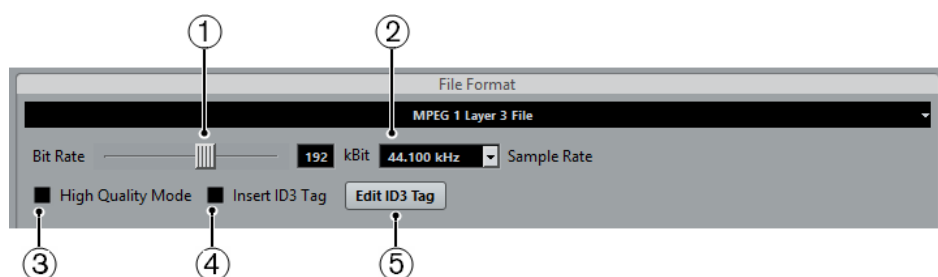 ① ②
File Format
MPEG 1 Layer 3 File
Bit Rate 192 kBit 44.100 kHz Sample Rate
High Quality Mode Insert ID3 Tag Edit ID3 Tag
③ ④ ⑤